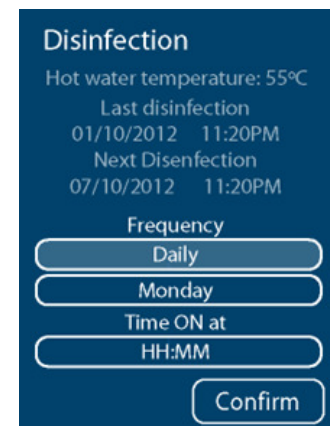 Disinfection
Hot water temperature: 55ºC
Last disinfection
01/10/2012 11:20PM
Next Disenfection
07/10/2012 11:20PM
Frequency
Daily
Monday
Time ON at
HH:MM
Confirm